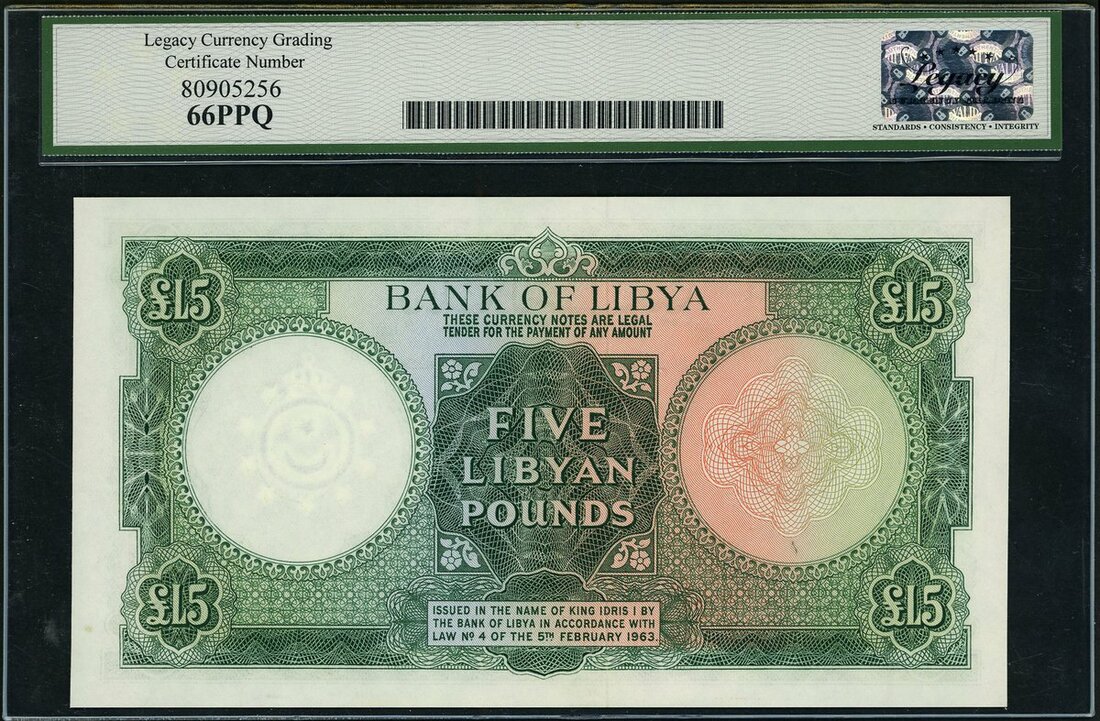 Legacy Currency Grading
Certificate Number
80905256
66PPQ
Legacy
STANDARDS • CONSISTENCY • INTEGRITY
BANK OF LIBYA
THESE CURRENCY NOTES ARE LEGAL
TENDER FOR THE PAYMENT OF ANY AMOUNT
£L5
£L5
FIVE
LIBYAN
POUNDS
£L5
£L5
ISSUED IN THE NAME OF KING IDRIS I BY
THE BANK OF LIBYA IN ACCORDANCE WITH
LAW Nº 4 OF THE 5TH FEBRUARY 1963.